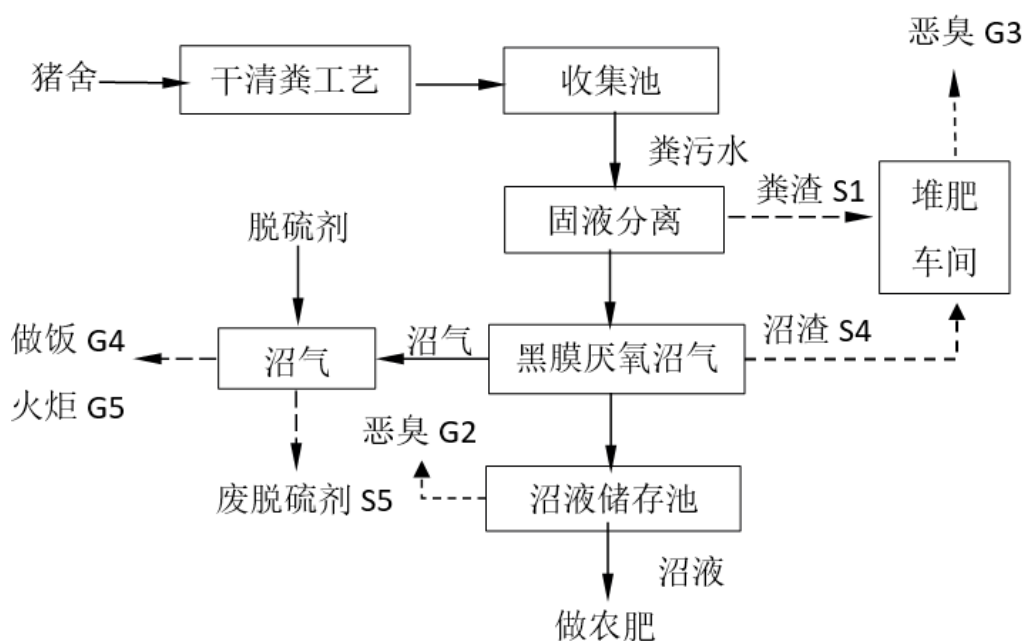 恶臭 G3
猪舍
干清粪工艺
收集池
粪污水
粪渣 S1
堆肥
车间
固液分离
脱硫剂
做饭 G4
火炬 G5
沼气
沼气
黑膜厌氧沼气
沼渣 S4
恶臭 G2
废脱硫剂 S5
沼液储存池
沼液
做农肥